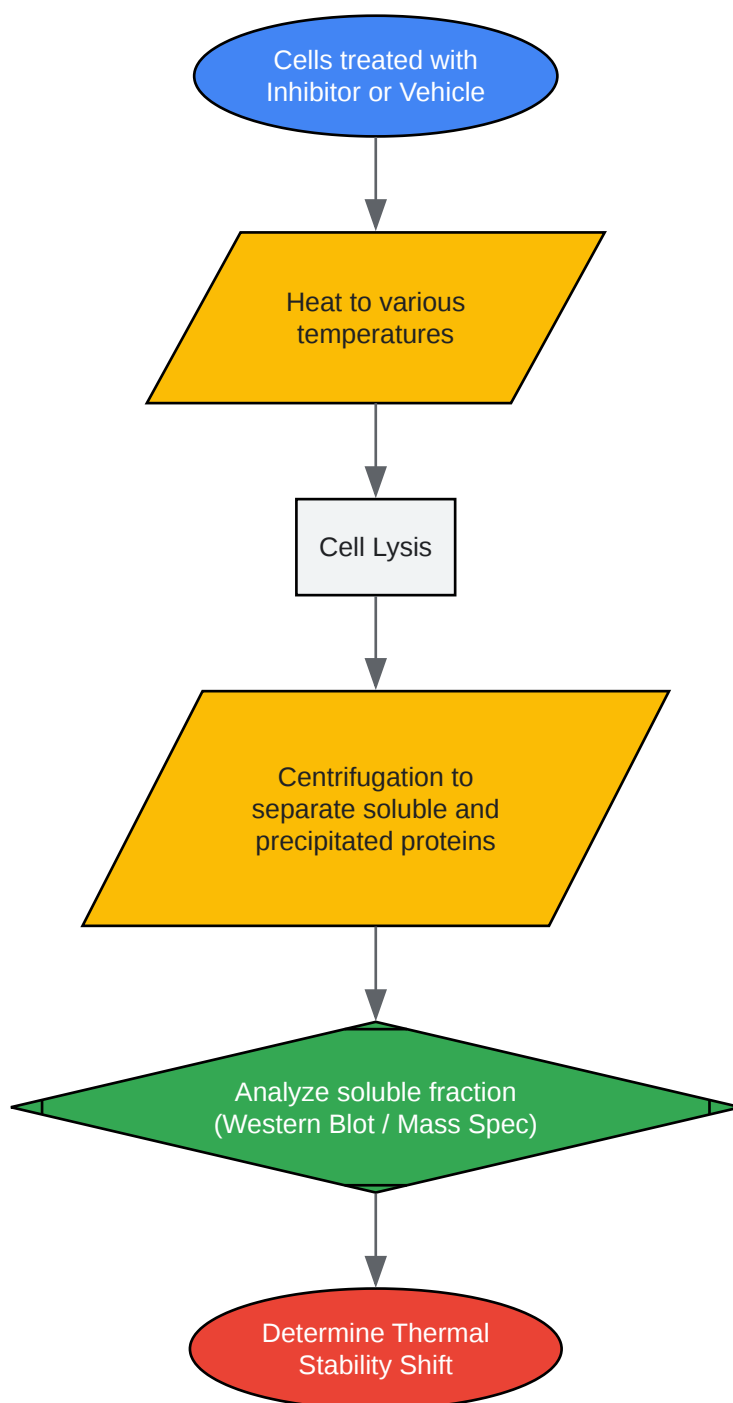 Cells treated with
Inhibitor or Vehicle
Heat to various
temperatures
Cell Lysis
Centrifugation to
separate soluble and
precipitated proteins
Analyze soluble fraction
(Western Blot / Mass Spec)
Determine Thermal
Stability Shift